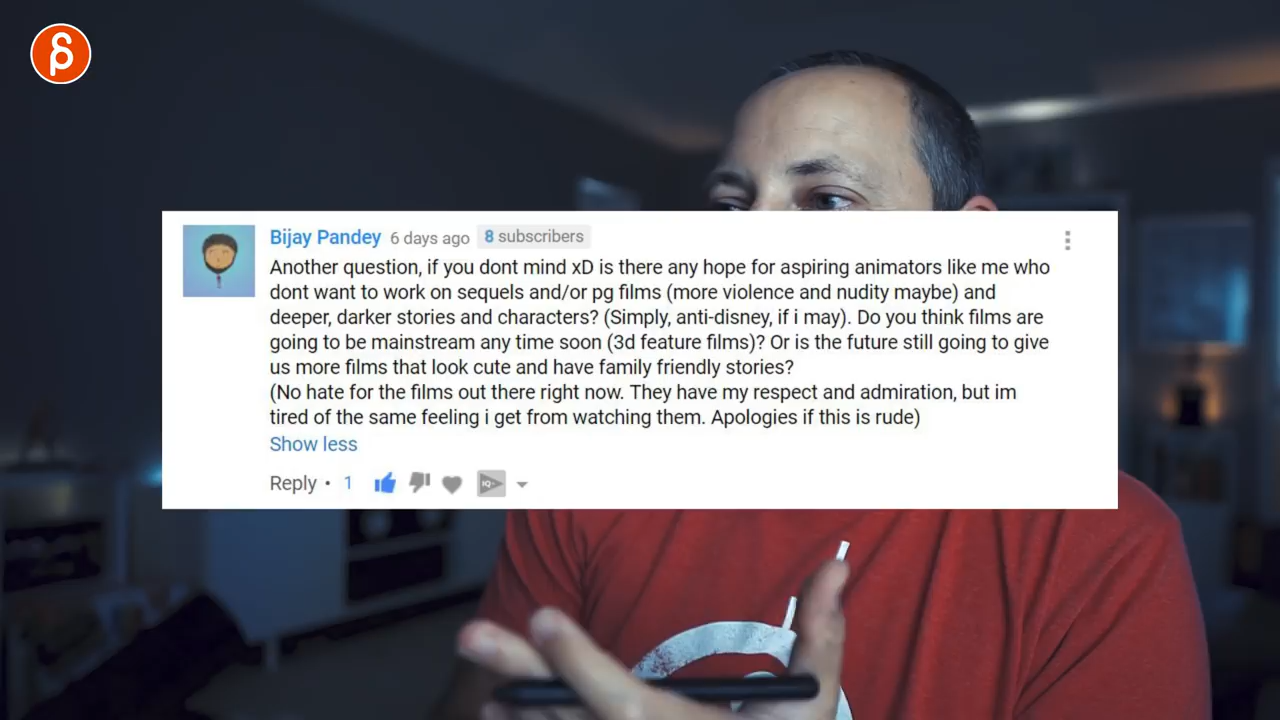 Bijay Pandey 6 days ago 8 subscribers
Another question, if you dont mind xD is there any hope for aspiring animators like me who
dont want to work on sequels and/or pg films (more violence and nudity maybe) and
deeper, darker stories and characters? (Simply, anti-disney, if i may). Do you think films are
going to be mainstream any time soon (3d feature films)? Or is the future still going to give
us more films that look cute and have family friendly stories?
(No hate for the films out there right now. They have my respect and admiration, but im
tired of the same feeling i get from watching them. Apologies if this is rude)
Show less
Reply • 1 IQ